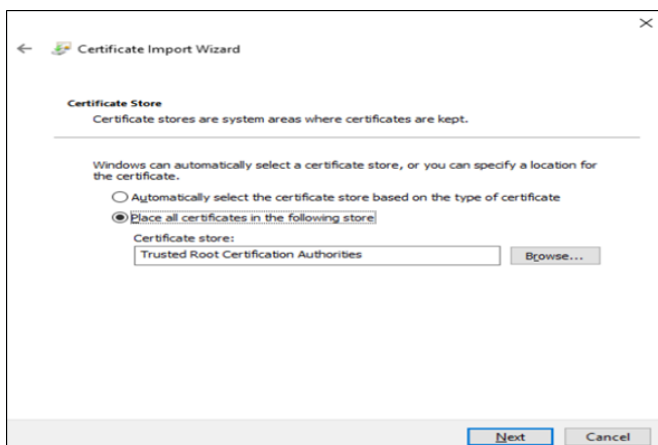 Certificate Import Wizard
Certificate Store
Certificate stores are system areas where certificates are kept.
Windows can automatically select a certificate store, or you can specify a location for
the certificate.
Automatically select the certificate store based on the type of certificate
Place all certificates in the following store
Certificate store:
Trusted Root Certification Authorities
Browse...
Next
Cancel